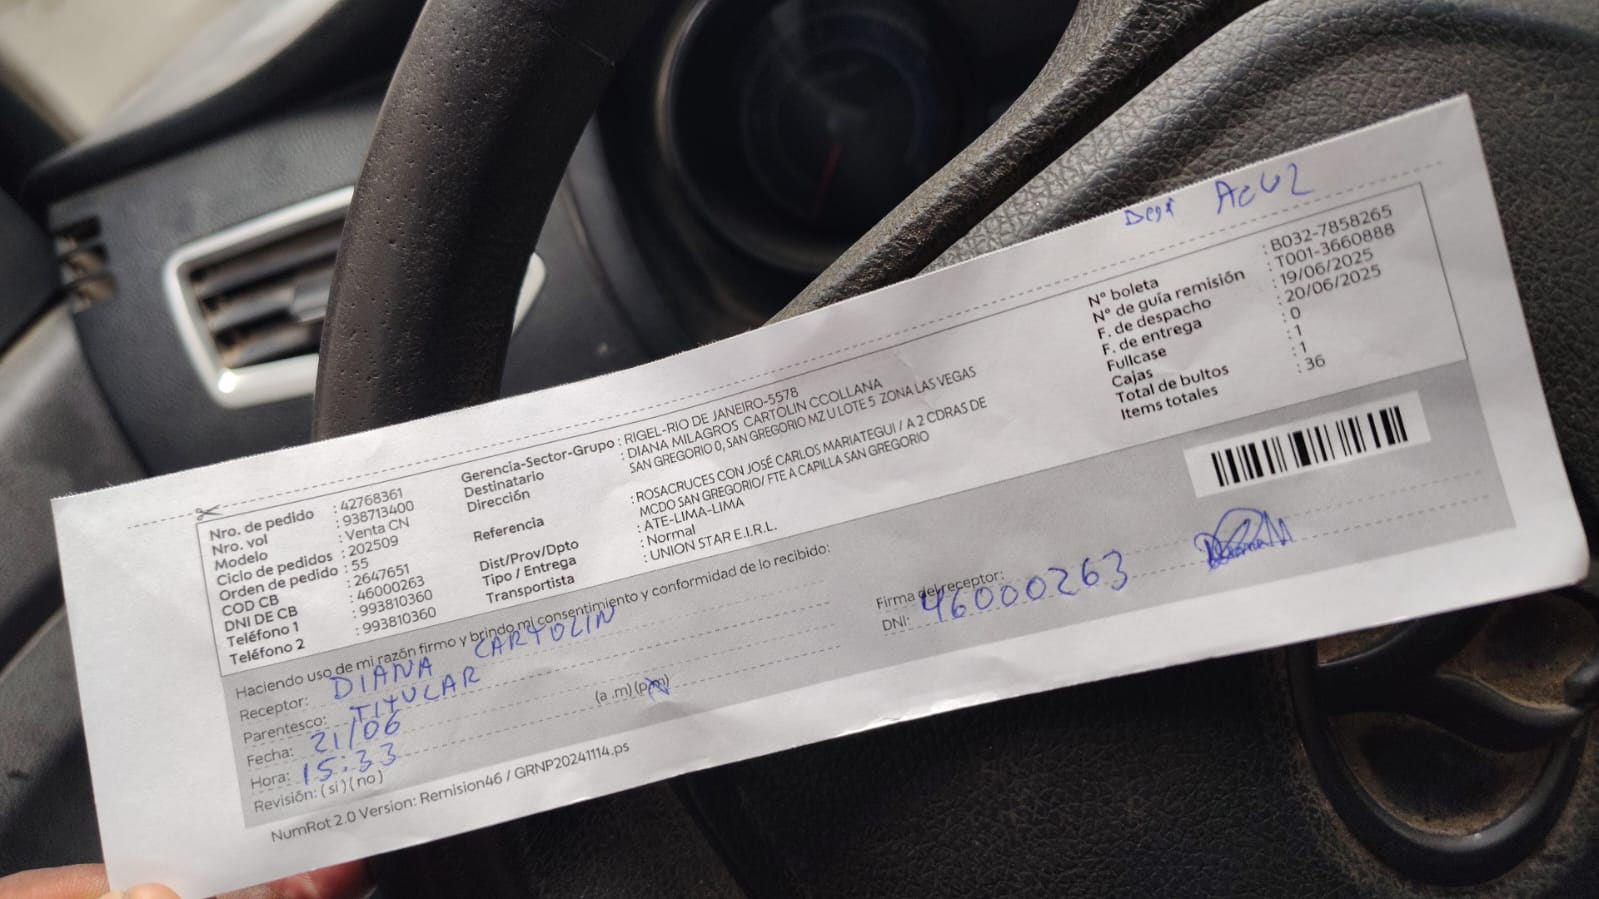 Dept Azul
Nº boleta : B032-7858265
Nº de guía remisión : T001-3660888
F. de despacho : 19/06/2025
F. de entrega : 20/06/2025
Fullcase : 0
Cajas : 1
Total de bultos : 1
Items totales : 36
Nro. de pedido : 42768361
Nro. vol : 938713400
Modelo : Venta CN
Ciclo de pedidos : 202509
Orden de pedido : 55
COD CB : 2647651
DNI DE CB : 46000263
Teléfono 1 : 993810360
Teléfono 2 : 993810360
Gerencia-Sector-Grupo : RIGEL-RIO DE JANEIRO-5578
Destinatario : DIANA MILAGROS CARTOLIN CCOLLANA
Dirección SAN GREGORIO 0, SAN GREGORIO MZ U LOTE 5 ZONA LAS VEGAS
Referencia : ROSACRUCES CON JOSÉ CARLOS MARIATEGUI / A 2 CDRAS DE
MCDO SAN GREGORIO/ FTE A CAPILLA SAN GREGORIO
Dist/Prov/Dpto : ATE-LIMA-LIMA
Tipo / Entrega : Normal
Transportista : UNION STAR E.I.R.L.
Haciendo uso de mi razón firmo y brindo mi consentimiento y conformidad de lo recibido:
Receptor: DIANA CARTOLIN
Parentesco: TITULAR
Fecha: 21/06
Hora: 15:33 (a .m) (pm)
Revisión: ( sí ) ( no )
Firma del receptor:
DNI: 46000263
NumRot 2.0 Version: Remision46 / GRNP20241114.ps